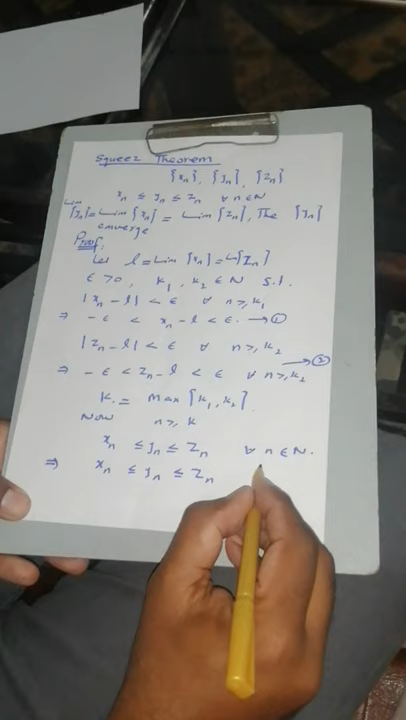 Squeez Theorem
{xn}, {yn}, {zn}
xn ≤ yn ≤ zn ∀ n∈N
Lim {yn} = Lim {xn} = Lim {zn}, The {yn}
converge
Proof:
Let l = Lim {xn} = {zn}
ε > 0, k1, k2 ∈ N s.t.
|xn - l| < ε ∀ n ≥ k1
⇒ - ε < xn - l < ε. → ①
|zn - l| < ε ∀ n ≥ k2
⇒ - ε < zn - l < ε ∀ n ≥ k2 → ②
K = max {k1, k2}
Now n ≥ k
xn ≤ yn ≤ zn ∀ n ∈ N.
⇒ xn ≤ yn ≤ zn